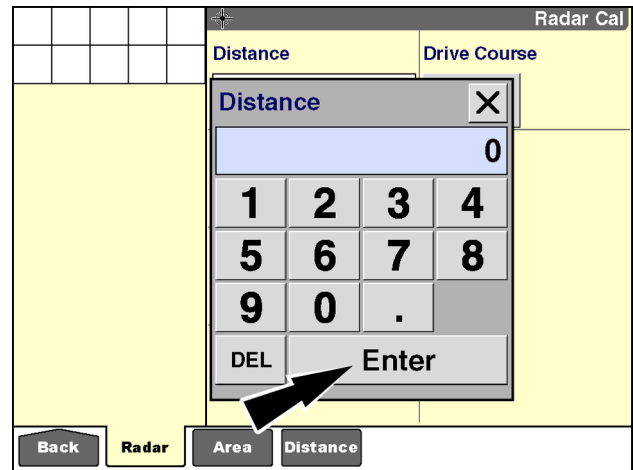 Radar Cal
Distance Drive Course
Distance X
0
1 2 3 4
5 6 7 8
9 0 .
DEL Enter
Back Radar Area Distance